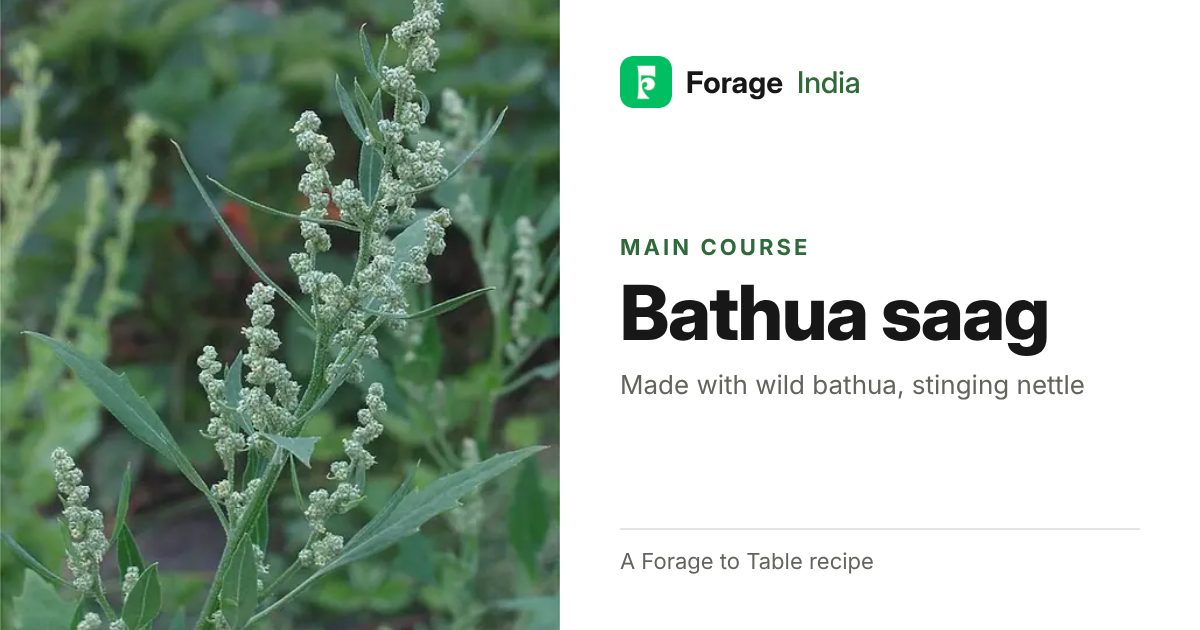 Forage India
MAIN COURSE
Bathua saag
Made with wild bathua, stinging nettle
A Forage to Table recipe